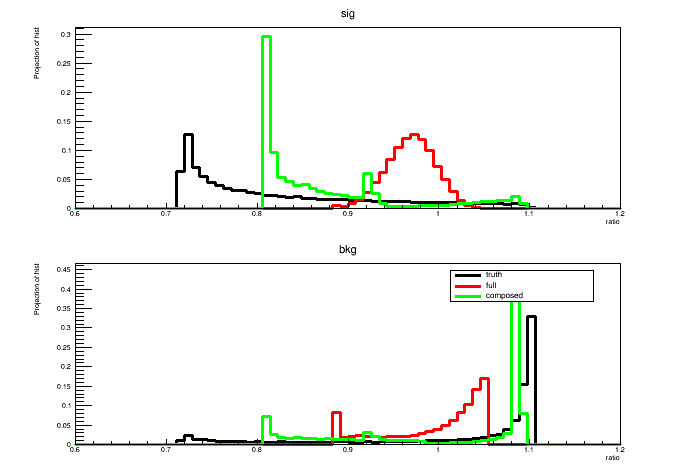 sig
Projection of hist
0.3
0.25
0.2
0.15
0.1
0.05
0
0.6 0.7 0.8 0.9 1 1.1 1.2
ratio
bkg
Projection of hist
0.45
0.4
0.35
0.3
0.25
0.2
0.15
0.1
0.05
0
truth
full
composed
0.6 0.7 0.8 0.9 1 1.1 1.2
ratio